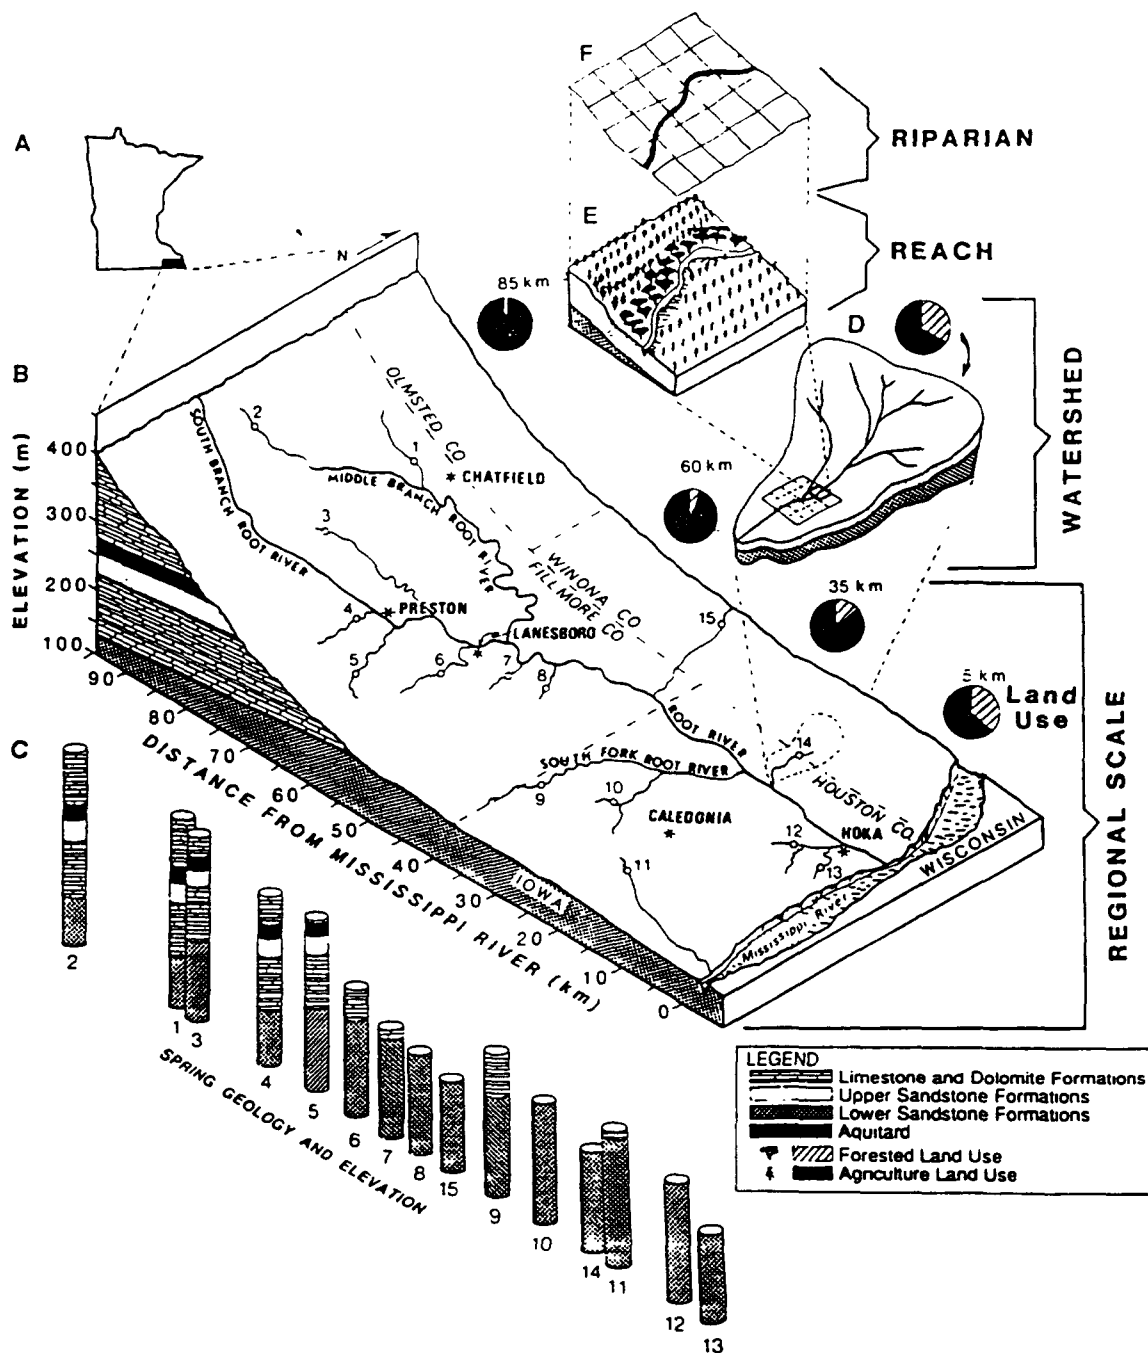 F
RIPARIAN
A
E
REACH
N
85 km
D
WATERSHED
B
ELEVATION (m)
400
300
200
100
OLMSTED CO
2
1
CHATFIELD
SOUTH BRANCH ROOT RIVER
MIDDLE BRANCH ROOT RIVER
60 km
3
WINONA CO
FILLMORE CO
35 km
4
PRESTON
LANESBORO
15
5
6
7
8
5 km
Land
Use
90
80
70
60
50
40
30
20
10
0
DISTANCE FROM MISSISSIPPI RIVER (km)
ROOT RIVER
SOUTH FORK ROOT RIVER
14
9
10
HOUSTON CO.
CALEDONIA
12
HOKA
13
11
IOWA
WISCONSIN
Mississippi River
REGIONAL SCALE
C
2
1
3
4
5
6
7
8
15
9
10
14
11
12
13
SPRING GEOLOGY AND ELEVATION
LEGEND
Limestone and Dolomite Formations
Upper Sandstone Formations
Lower Sandstone Formations
Aquitard
Forested Land Use
Agriculture Land Use